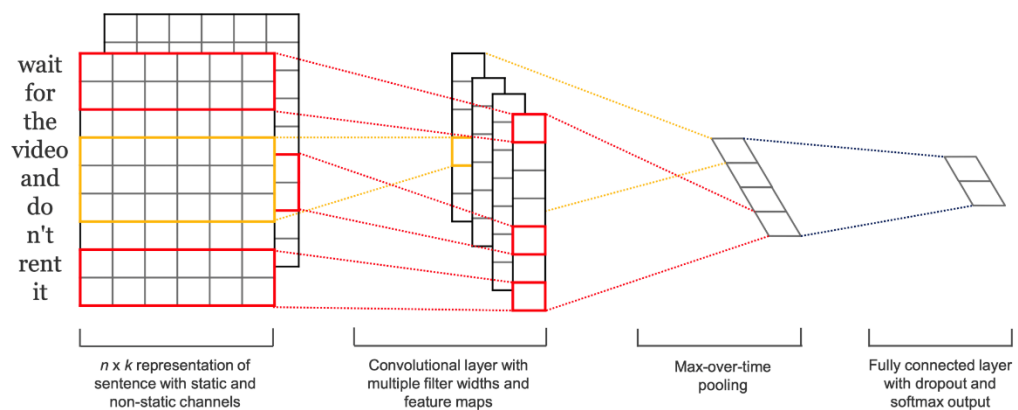 wait
for
the
video
and
do
n't
rent
it
n x k representation of
sentence with static and
non-static channels
Convolutional layer with
multiple filter widths and
feature maps
Max-over-time
pooling
Fully connected layer
with dropout and
softmax output